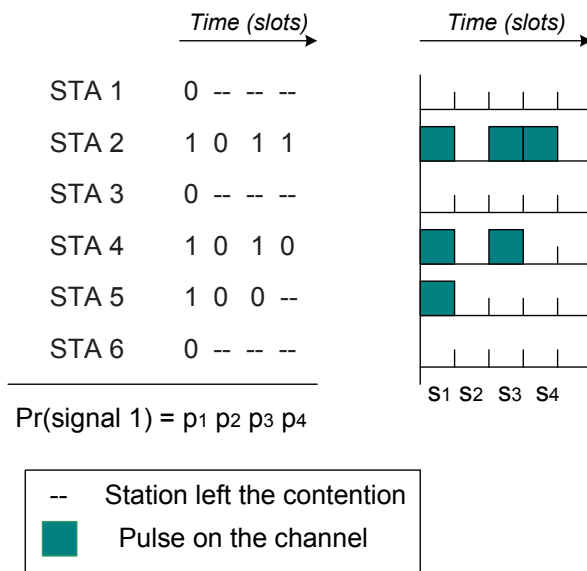 Time (slots) Time (slots)
STA 1 0 -- -- --
STA 2 1 0 1 1
STA 3 0 -- -- --
STA 4 1 0 1 0
STA 5 1 0 0 --
STA 6 0 -- -- --
s1 s2 s3 s4
Pr(signal 1) = p1 p2 p3 p4
-- Station left the contention
Pulse on the channel